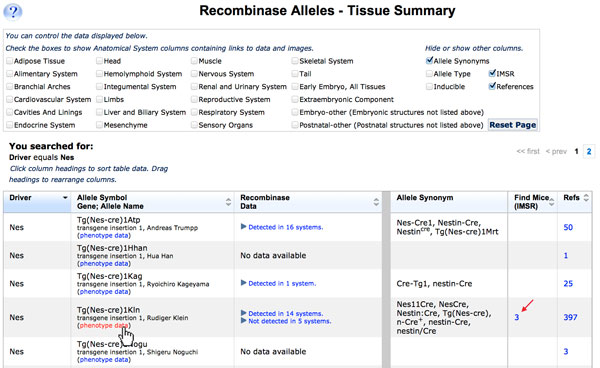 ?
Recombinase Alleles - Tissue Summary
You can control the data displayed below.
Check the boxes to show Anatomical System columns containing links to data and images.
Hide or show other columns.
Adipose Tissue Head Muscle Skeletal System Allele Synonyms
Alimentary System Hemolymphoid System Nervous System Tail Allele Type IMSR
Branchial Arches Integumental System Renal and Urinary System Early Embryo, All Tissues Inducible References
Cardiovascular System Limbs Reproductive System Extraembryonic Component
Cavities And Linings Liver and Biliary System Respiratory System Embryo-other (Embryonic structures not listed above)
Endocrine System Mesenchyme Sensory Organs Postnatal-other (Postnatal structures not listed above) Reset Page
You searched for:
Driver equals Nes
Click column headings to sort table data. Drag
headings to rearrange columns.
<< first < prev 1 2
Driver Allele Symbol Gene; Allele Name Recombinase Data Allele Synonym Find Mice (IMSR) Refs
Nes
Tg(Nes-cre)1Atp
transgene insertion 1, Andreas Trumpp
(phenotype data)
Detected in 16 systems.
Nes-Cre1, Nestin-Cre,
Nestincre, Tg(Nes-cre)1Mrt
50
Nes
Tg(Nes-cre)1Hhan
transgene insertion 1, Hua Han
No data available
1
Nes
Tg(Nes-cre)1Kag
transgene insertion 1, Ryoichiro Kageyama
(phenotype data)
Detected in 1 system.
Cre-Tg1, nestin-Cre
25
Nes
Tg(Nes-cre)1Kln
transgene insertion 1, Rudiger Klein
(phenotype data)
Detected in 14 systems.
Not detected in 5 systems.
Nes11Cre, NesCre,
Nestin:Cre, Tg(Nes-cre),
n-Cre+, nestin-Cre,
nestin/Cre
3
397
Nes
Tg(Nes-cre)1Nogu
transgene insertion 1, Shigeru Noguchi
(phenotype data)
No data available
3